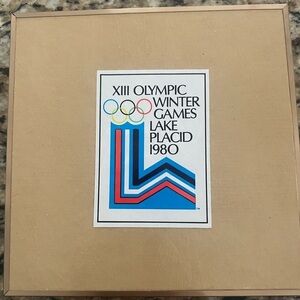 XIII OLYMPIC
WINTER
GAMES
LAKE
PLACID
1980